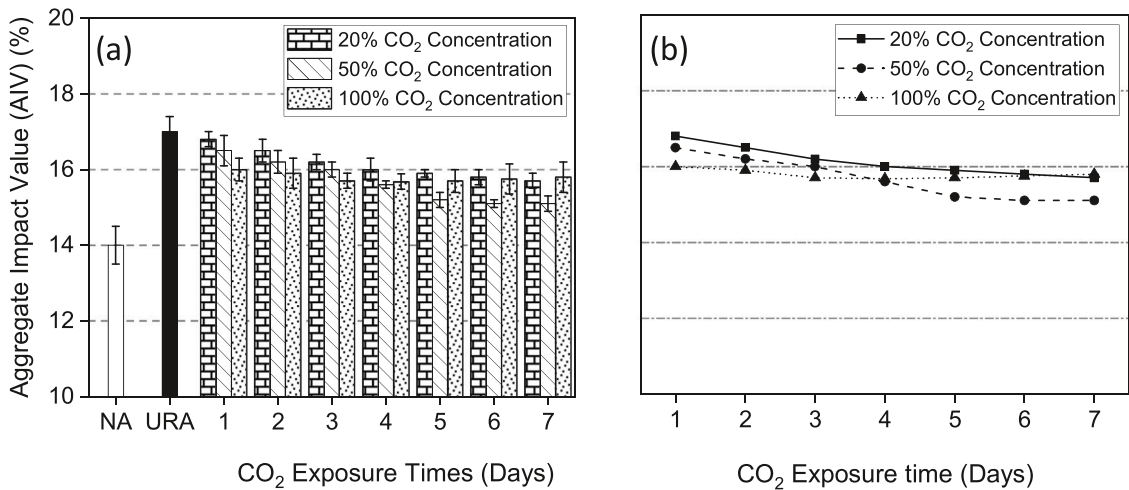 Aggregate Impact Value (AIV) (%)
20
18
16
14
12
10
(a)
20% CO₂ Concentration
50% CO₂ Concentration
100% CO₂ Concentration
NA URA 1 2 3 4 5 6 7
CO₂ Exposure Times (Days)
(b)
20% CO₂ Concentration
50% CO₂ Concentration
100% CO₂ Concentration
1 2 3 4 5 6 7
CO₂ Exposure time (Days)